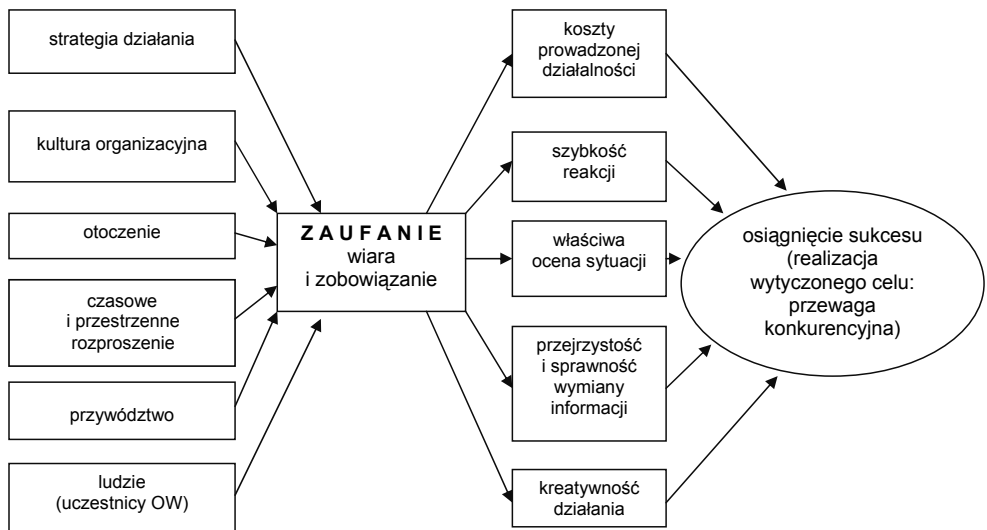 strategia działania
kultura organizacyjna
otoczenie
czasowe
i przestrzenne
rozproszenie
przywództwo
ludzie
(uczestnicy OW)
ZAUFANIE
wiara
i zobowiązanie
koszty
prowadzonej
działalności
szybkość
reakcji
właściwa
ocena sytuacji
przejrzystość
i sprawność
wymiany
informacji
kreatywność
działania
osiągnięcie sukcesu
(realizacja
wytyczonego celu:
przewaga
konkurencyjna)